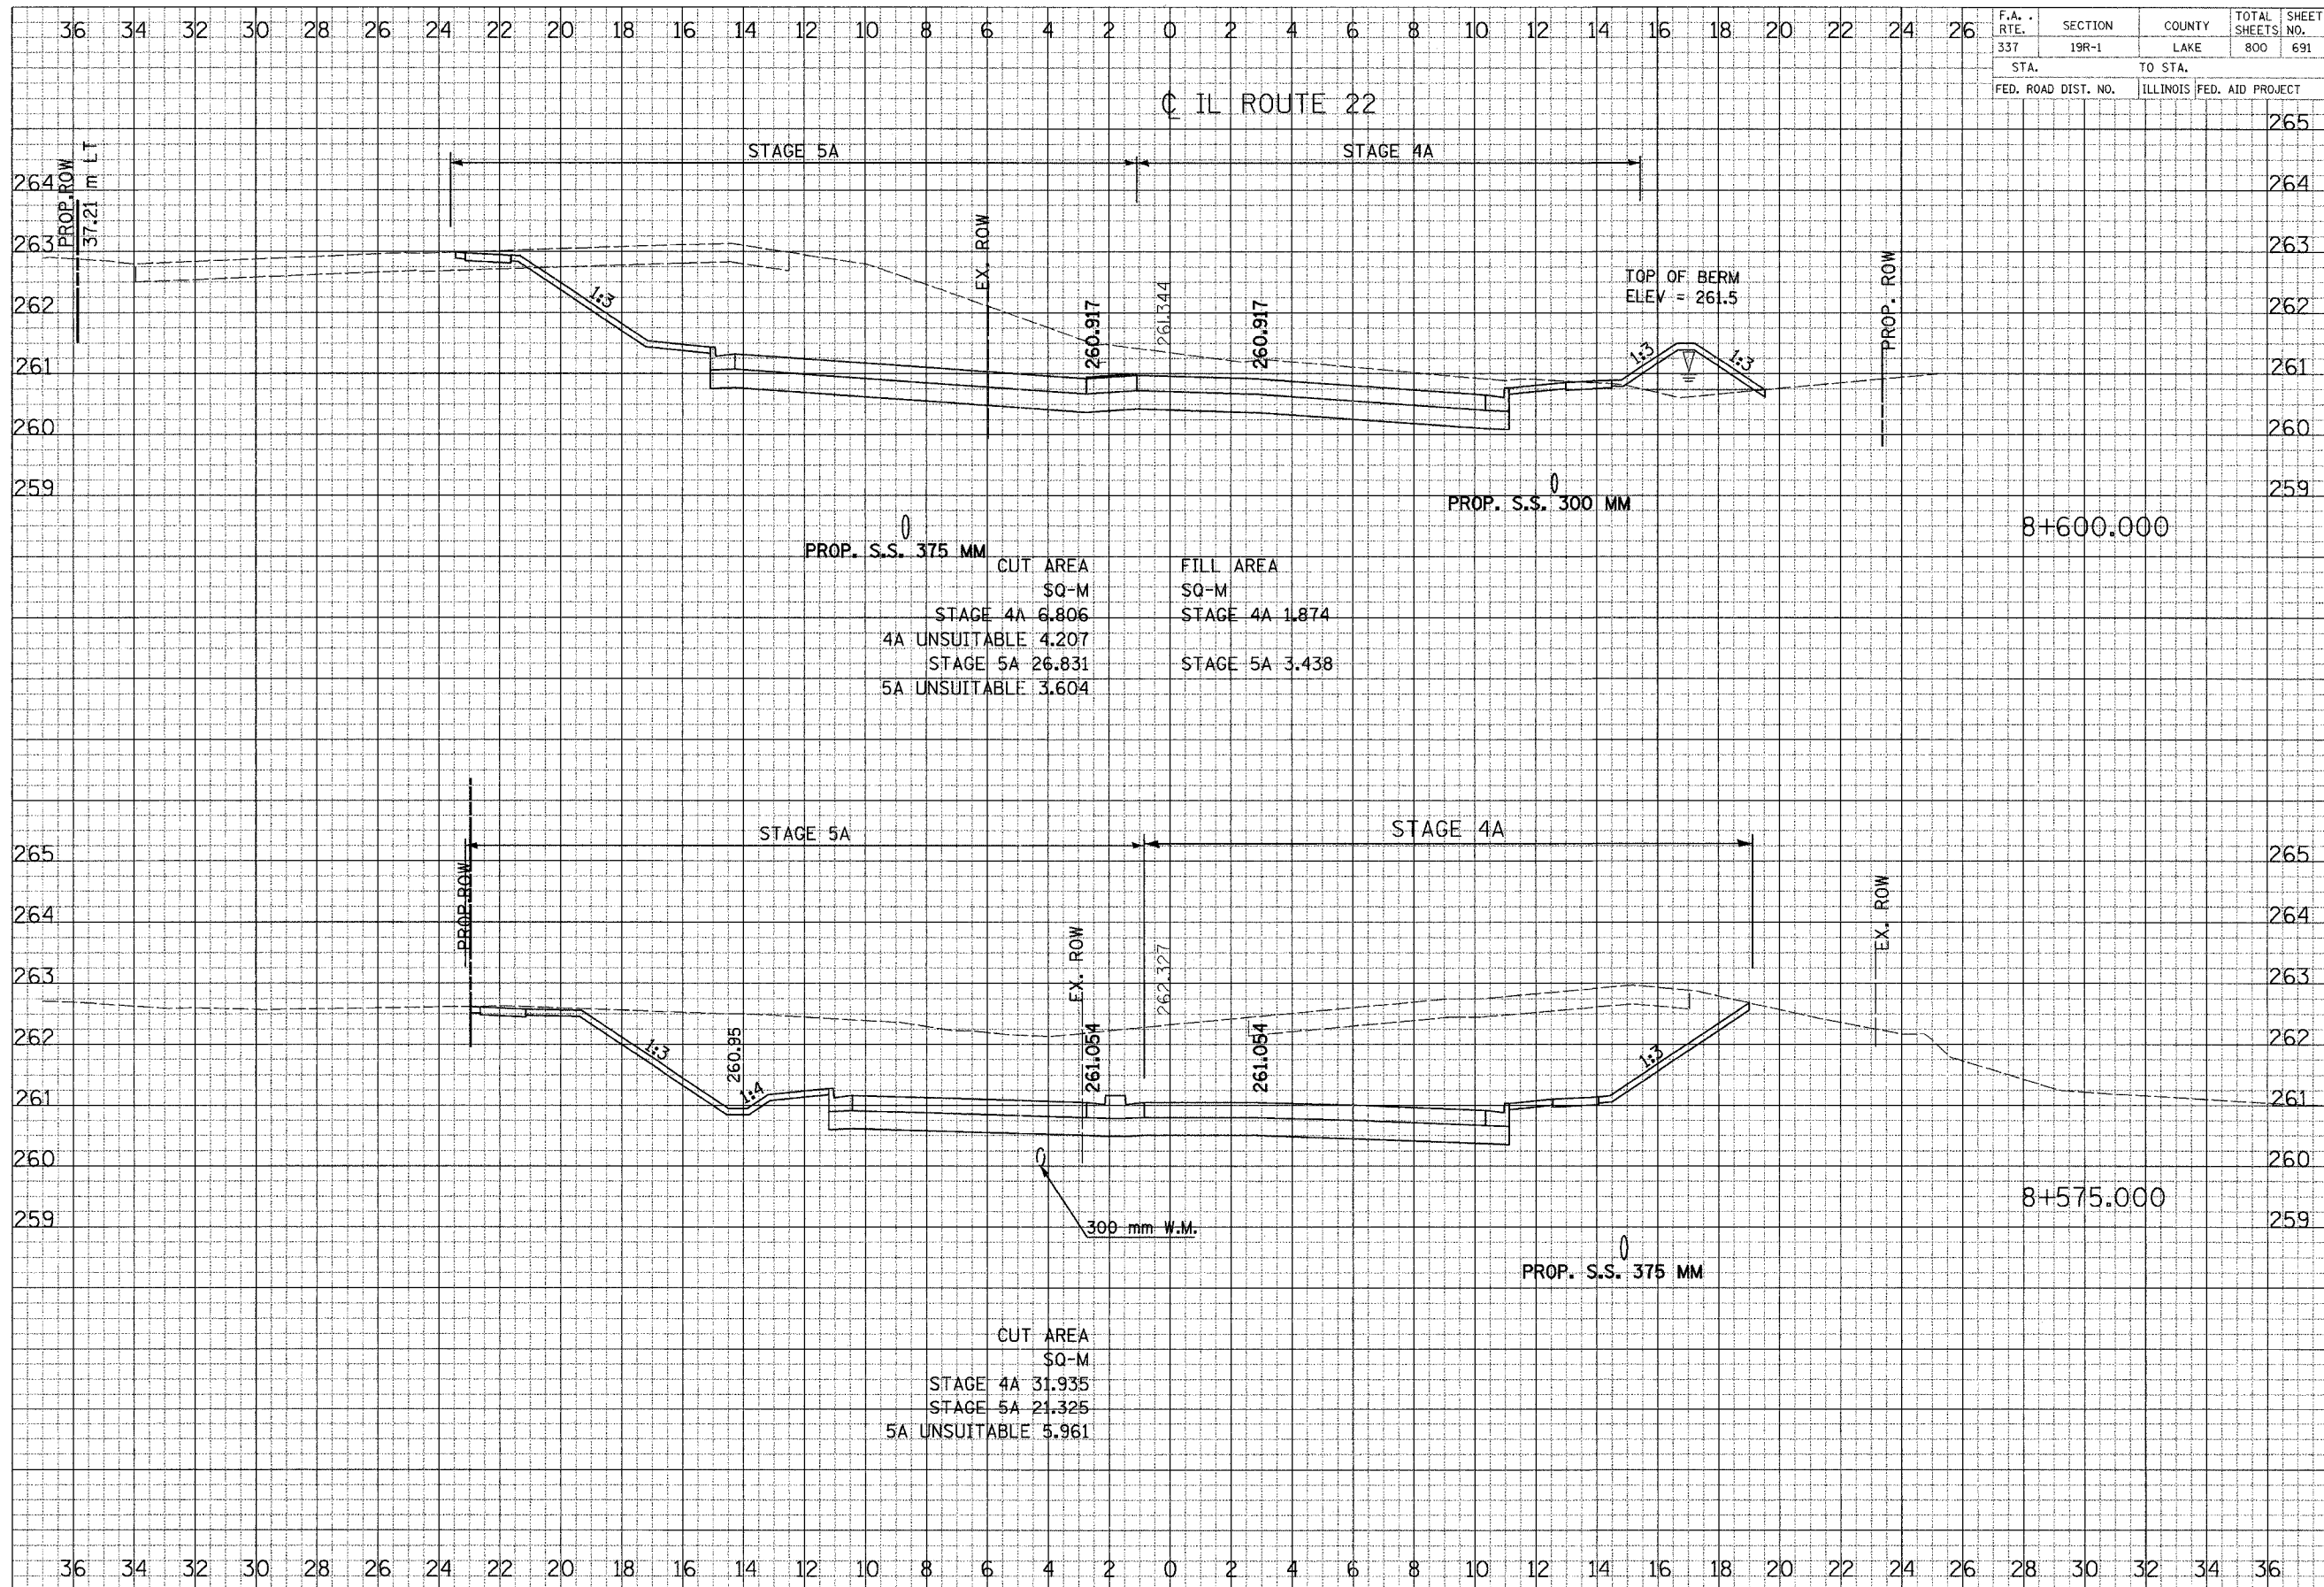 36 34 32 30 28 26 24 22 20 18 16 14 12 10 8 6 4 2 0 2 4 6 8 10 12 14 16 18 20 22 24 26
F.A. RTE. SECTION COUNTY TOTAL SHEETS SHEET NO.
337 19R-1 LAKE 800 691
STA. TO STA.
FED. ROAD DIST. NO. ILLINOIS FED. AID PROJECT
℄ IL ROUTE 22
265
STAGE 5A STAGE 4A
264 264
PROP. ROW
37.21 m LT
263 263
EX. ROW
TOP OF BERM
ELEV = 261.5
PROP. ROW
262 262
1:3
260.917
261.344
260.917
1:3
1:3
261 261
260 260
259 259
PROP. S.S. 300 MM
8+600.000
PROP. S.S. 375 MM
CUT AREA FILL AREA
SQ-M SQ-M
STAGE 4A 6.806 STAGE 4A 1.874
4A UNSUITABLE 4.207
STAGE 5A 26.831 STAGE 5A 3.438
5A UNSUITABLE 3.604
STAGE 5A STAGE 4A
265 265
PROP. ROW
EX. ROW
264 264
EX. ROW
262.327
263 263
262 262
1:3
260.95
1:4
261.054
261.054
1:3
261 261
260 260
8+575.000
259 259
300 mm W.M.
PROP. S.S. 375 MM
CUT AREA
SQ-M
STAGE 4A 31.935
STAGE 5A 21.325
5A UNSUITABLE 5.961
36 34 32 30 28 26 24 22 20 18 16 14 12 10 8 6 4 2 0 2 4 6 8 10 12 14 16 18 20 22 24 26 28 30 32 34 36